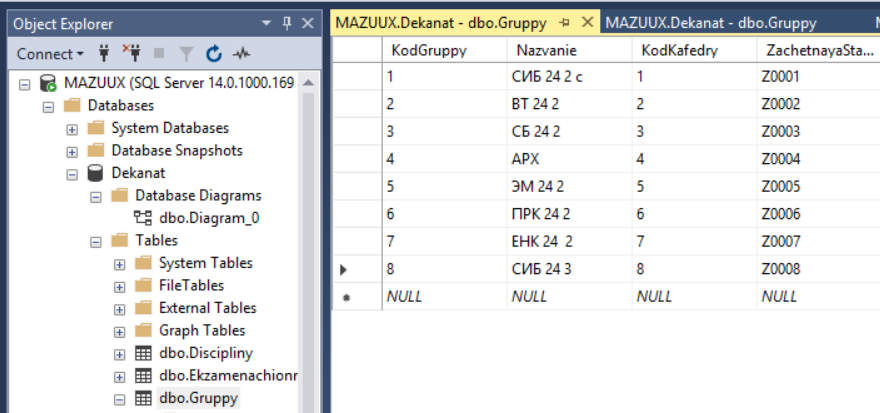 Object Explorer
Connect
MAZUUX (SQL Server 14.0.1000.169
Databases
System Databases
Database Snapshots
Dekanat
Database Diagrams
dbo.Diagram_0
Tables
System Tables
FileTables
External Tables
Graph Tables
dbo.Discipliny
dbo.Ekzamenachionn
dbo.Gruppy
MAZUUX.Dekanat - dbo.Gruppy MAZUUX.Dekanat - dbo.Gruppy
KodGruppy Nazvanie KodKafedry ZachetnayaSta...
1 СИБ 24 2 с 1 Z0001
2 ВТ 24 2 2 Z0002
3 СБ 24 2 3 Z0003
4 АРХ 4 Z0004
5 ЭМ 24 2 5 Z0005
6 ПРК 24 2 6 Z0006
7 ЕНК 24 2 7 Z0007
8 СИБ 24 3 8 Z0008
NULL NULL NULL NULL